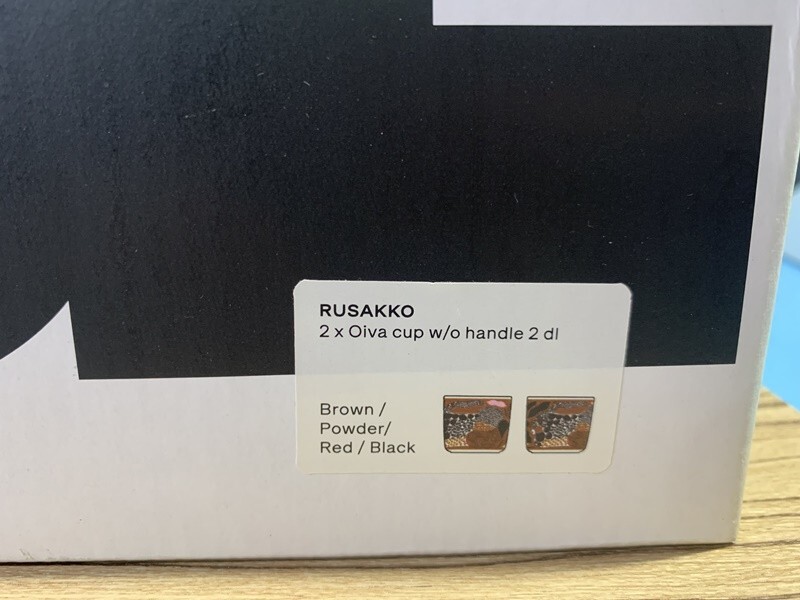 RUSAKKO
2 x Oiva cup w/o handle 2 dl
Brown /
Powder/
Red / Black